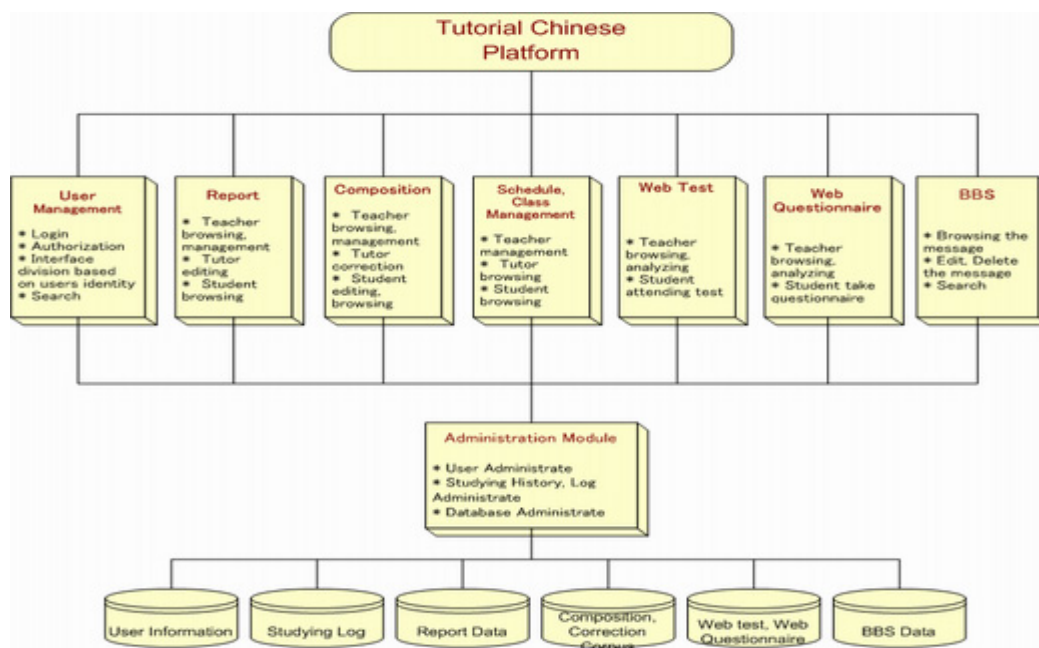 Tutorial Chinese
Platform
User
Management
* Login
* Authorization
* Interface
division based
on users identity
* Search
Report
* Teacher
browsing,
management
* Tutor
editing
* Student
browsing
Composition
* Teacher
browsing,
management
* Tutor
correction
* Student
editing,
browsing
Schedule,
Class
Management
* Teacher
management
* Tutor
browsing
* Student
browsing
Web Test
* Teacher
browsing,
analyzing
* Student
attending test
Web
Questionnaire
* Teacher
browsing,
analyzing
* Student take
questionnaire
BBS
* Browsing the
message
* Edit, Delete
the message
* Search
Administration Module
* User Administrate
* Studying History, Log
Administrate
* Database Administrate
User Information
Studying Log
Report Data
Composition,
Correction
Corpus
Web test, Web
Questionnaire
BBS Data